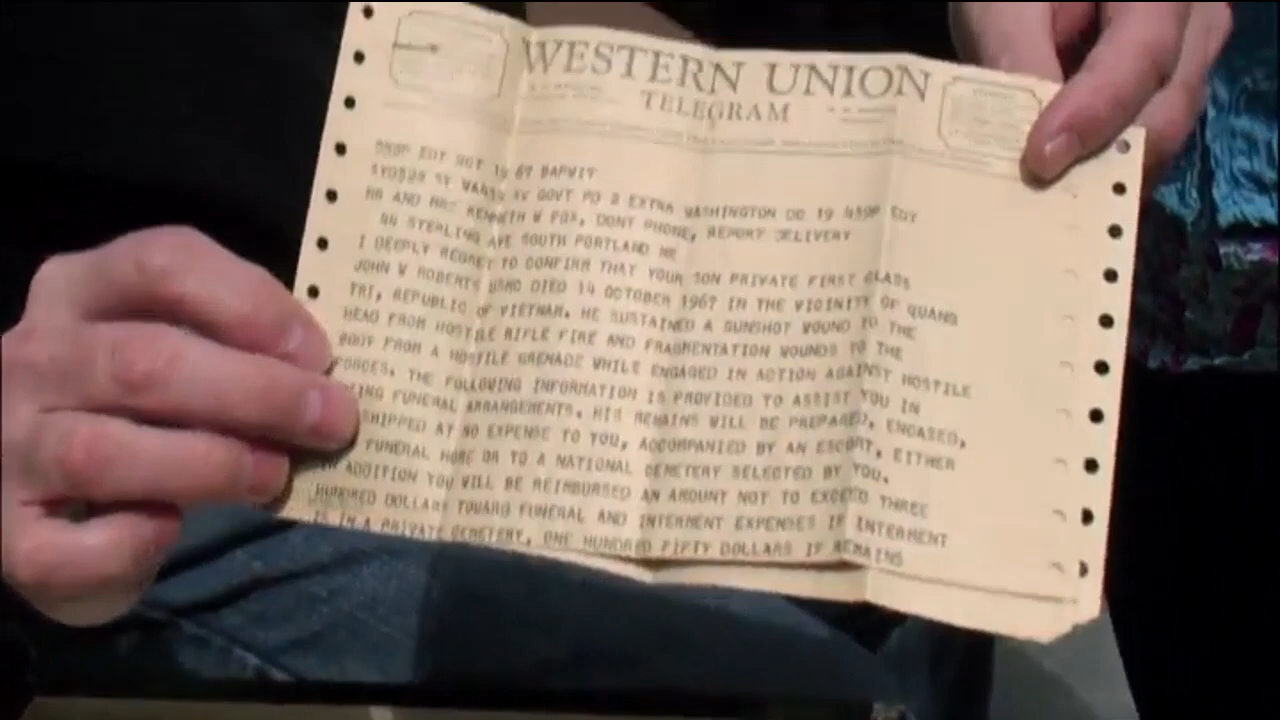 WESTERN UNION
TELEGRAM
EDT OCT 19 67
GOVT PD 3 EXTRA WASHINGTON DC 19 EDT
MR AND MRS KENNETH W FOX, DONT PHONE, REPORT DELIVERY
44 STERLING AVE SOUTH PORTLAND ME
I DEEPLY REGRET TO CONFIRM THAT YOUR SON PRIVATE FIRST CLASS
JOHN W ROBERTS USMC DIED 14 OCTOBER 1967 IN THE VICINITY OF QUANG
TRI, REPUBLIC OF VIETNAM. HE SUSTAINED A GUNSHOT WOUND TO THE
HEAD FROM HOSTILE RIFLE FIRE AND FRAGMENTATION WOUNDS TO THE
BODY FROM A HOSTILE GRENADE WHILE ENGAGED IN ACTION AGAINST HOSTILE
FORCES. THE FOLLOWING INFORMATION IS PROVIDED TO ASSIST YOU IN
KING FUNERAL ARRANGEMENTS. HIS REMAINS WILL BE PREPARED, ENCASED,
SHIPPED AT NO EXPENSE TO YOU, ACCOMPANIED BY AN ESCORT, EITHER
FUNERAL HOME OR TO A NATIONAL CEMETERY SELECTED BY YOU.
IN ADDITION YOU WILL BE REIMBURSED AN AMOUNT NOT TO EXCEED THREE
HUNDRED DOLLARS TOWARD FUNERAL AND INTERMENT EXPENSES IF INTERMENT
IS IN A PRIVATE CEMETERY, ONE HUNDRED FIFTY DOLLARS IF REMAINS